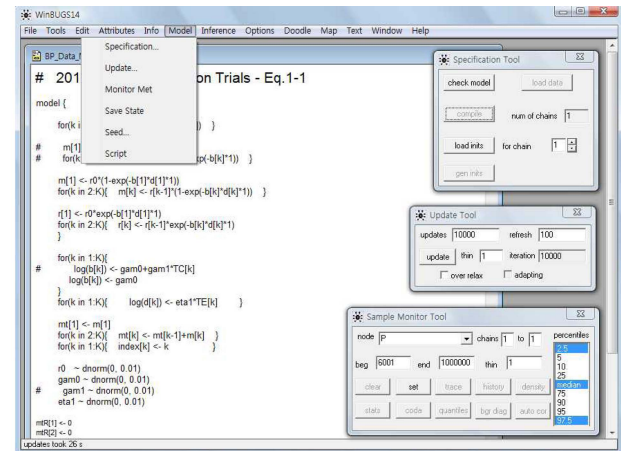 WinBUGS14
File Tools Edit Attributes Info Model Inference Options Doodle Map Text Window Help
Specification...
Update...
Monitor Met
Save State
Seed...
Script
# 201 on Trials - Eq.1-1
model {
for(k i ) }
# m[1]
# for(k p(-b[k]*1)) }
m[1] <- r0*(1-exp(-b[1]*d[1]*1))
for(k in 2:K){ m[k] <- r[k-1]*(1-exp(-b[k]*d[k]*1)) }
r[1] <- r0*exp(-b[1]*d[1]*1)
for(k in 2:K){ r[k] <- r[k-1]*exp(-b[k]*d[k]*1)
}
for(k in 1:K){
# log(b[k]) <- gam0+gam1*TC[k]
log(b[k]) <- gam0
}
for(k in 1:K){ log(d[k]) <- eta1*TE[k] }
mt[1] <- m[1]
for(k in 2:K){ mt[k] <- mt[k-1]+m[k] }
for(k in 1:K){ index[k] <- k }
r0 ~ dnorm(0, 0.01)
gam0 ~ dnorm(0, 0.01)
# gam1 ~ dnorm(0, 0.01)
eta1 ~ dnorm(0, 0.01)
mtR[1] <- 0
mtR[2] <- 0
updates took 26 s
Specification Tool
check model load data
compile num of chains 1
load inits for chain 1
gen inits
Update Tool
updates 10000 refresh 100
update thin 1 iteration 10000
over relax adapting
Sample Monitor Tool
node P chains 1 to 1 percentiles
beg 6001 end 1000000 thin 1
clear set trace history density
stats coda quantiles bgr diag auto cor
2.5
5
10
25
median
75
90
95
97.5